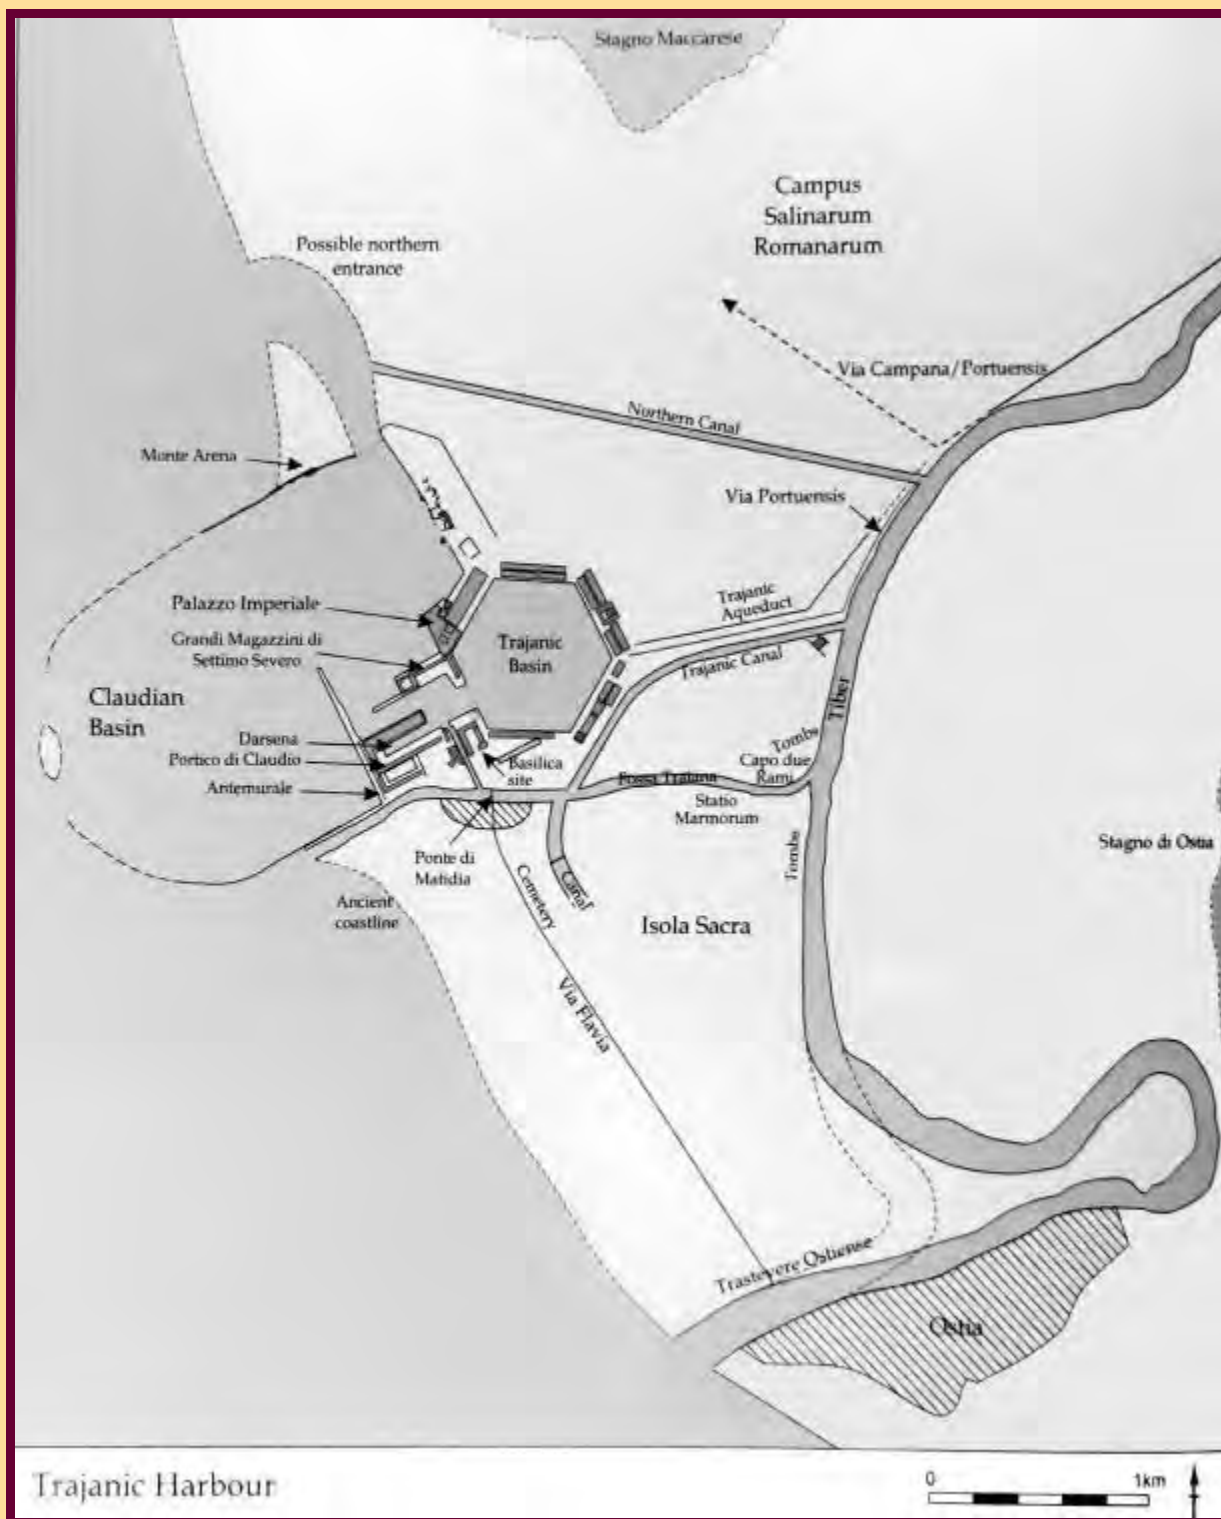 Stagno Maccarese
Campus
Salinarum
Romanarum
Possible northern
entrance
Via Campana/Portuensis
Northern Canal
Monte Arena
Via Portuensis
Trajanic
Aqueduct
Palazzo Imperiale
Grandi Magazzini di
Settimo Severo
Trajanic
Basin
Trajanic Canal
Claudian
Basin
Tiber
Darsena
Portico di Claudio
Antemurale
Basilica
site
Tombs
Capo due
Rami
Fossa Traiana
Statio
Marmorum
Tombs
Stagno di Ostia
Ponte di
Matidia
Cemetery
Canal
Ancient
coastline
Isola Sacra
Via Flavia
Trastevere Ostiense
Ostia
Trajanic Harbour
0 1km